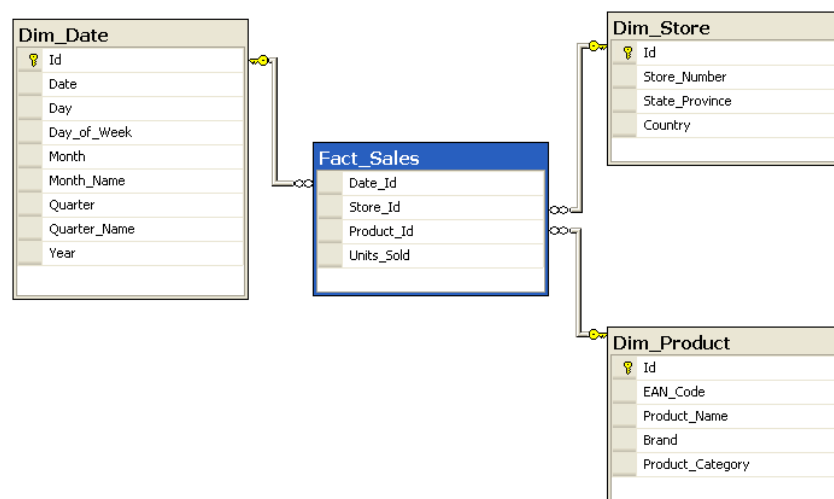 Dim_Date
Id
Date
Day
Day_of_Week
Month
Month_Name
Quarter
Quarter_Name
Year
Fact_Sales
Date_Id
Store_Id
Product_Id
Units_Sold
Dim_Store
Id
Store_Number
State_Province
Country
Dim_Product
Id
EAN_Code
Product_Name
Brand
Product_Category